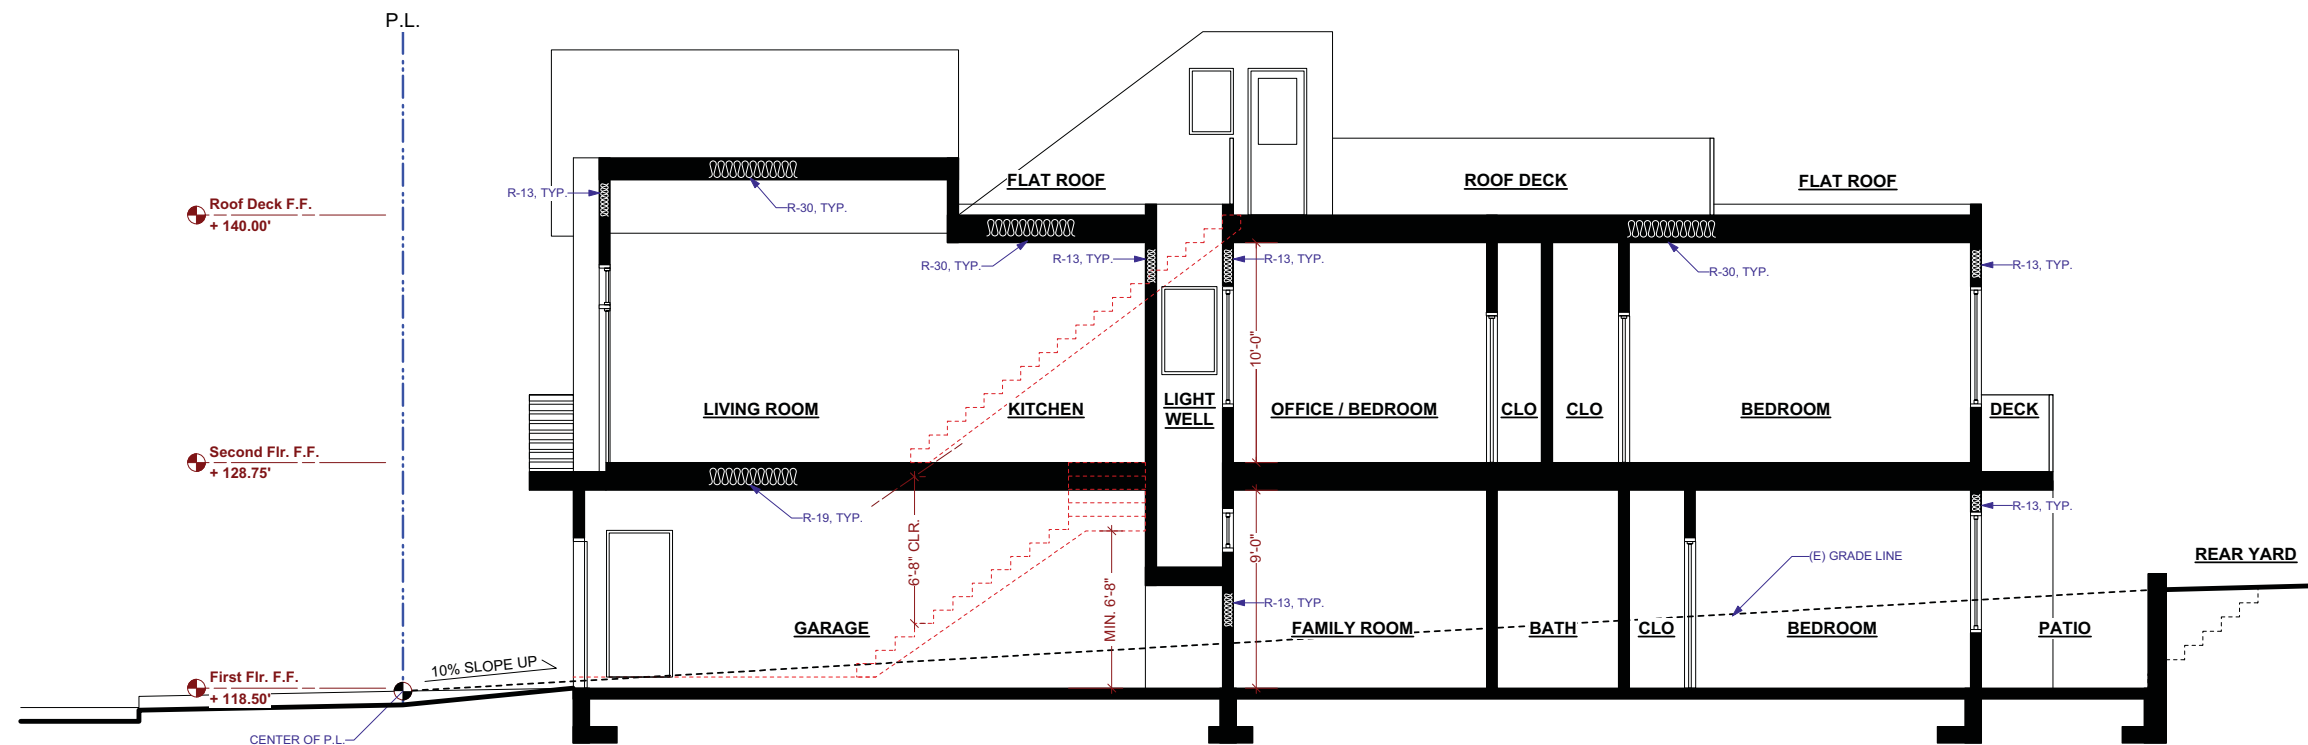 P.L.
FLAT ROOF
ROOF DECK
FLAT ROOF
R-13, TYP.
R-30, TYP.
Roof Deck F.F.
+ 140.00'
R-30, TYP.
R-13, TYP.
R-13, TYP.
R-30, TYP.
R-13, TYP.
10'-0"
LIVING ROOM
KITCHEN
LIGHT
WELL
OFFICE / BEDROOM
CLO
CLO
BEDROOM
DECK
Second Flr. F.F.
+ 128.75'
R-19, TYP.
R-13, TYP.
6'-8" CLR.
MIN. 6'-8"
9'-0"
(E) GRADE LINE
REAR YARD
R-13, TYP.
GARAGE
FAMILY ROOM
BATH
CLO
BEDROOM
PATIO
10% SLOPE UP
First Flr. F.F.
+ 118.50'
CENTER OF P.L.